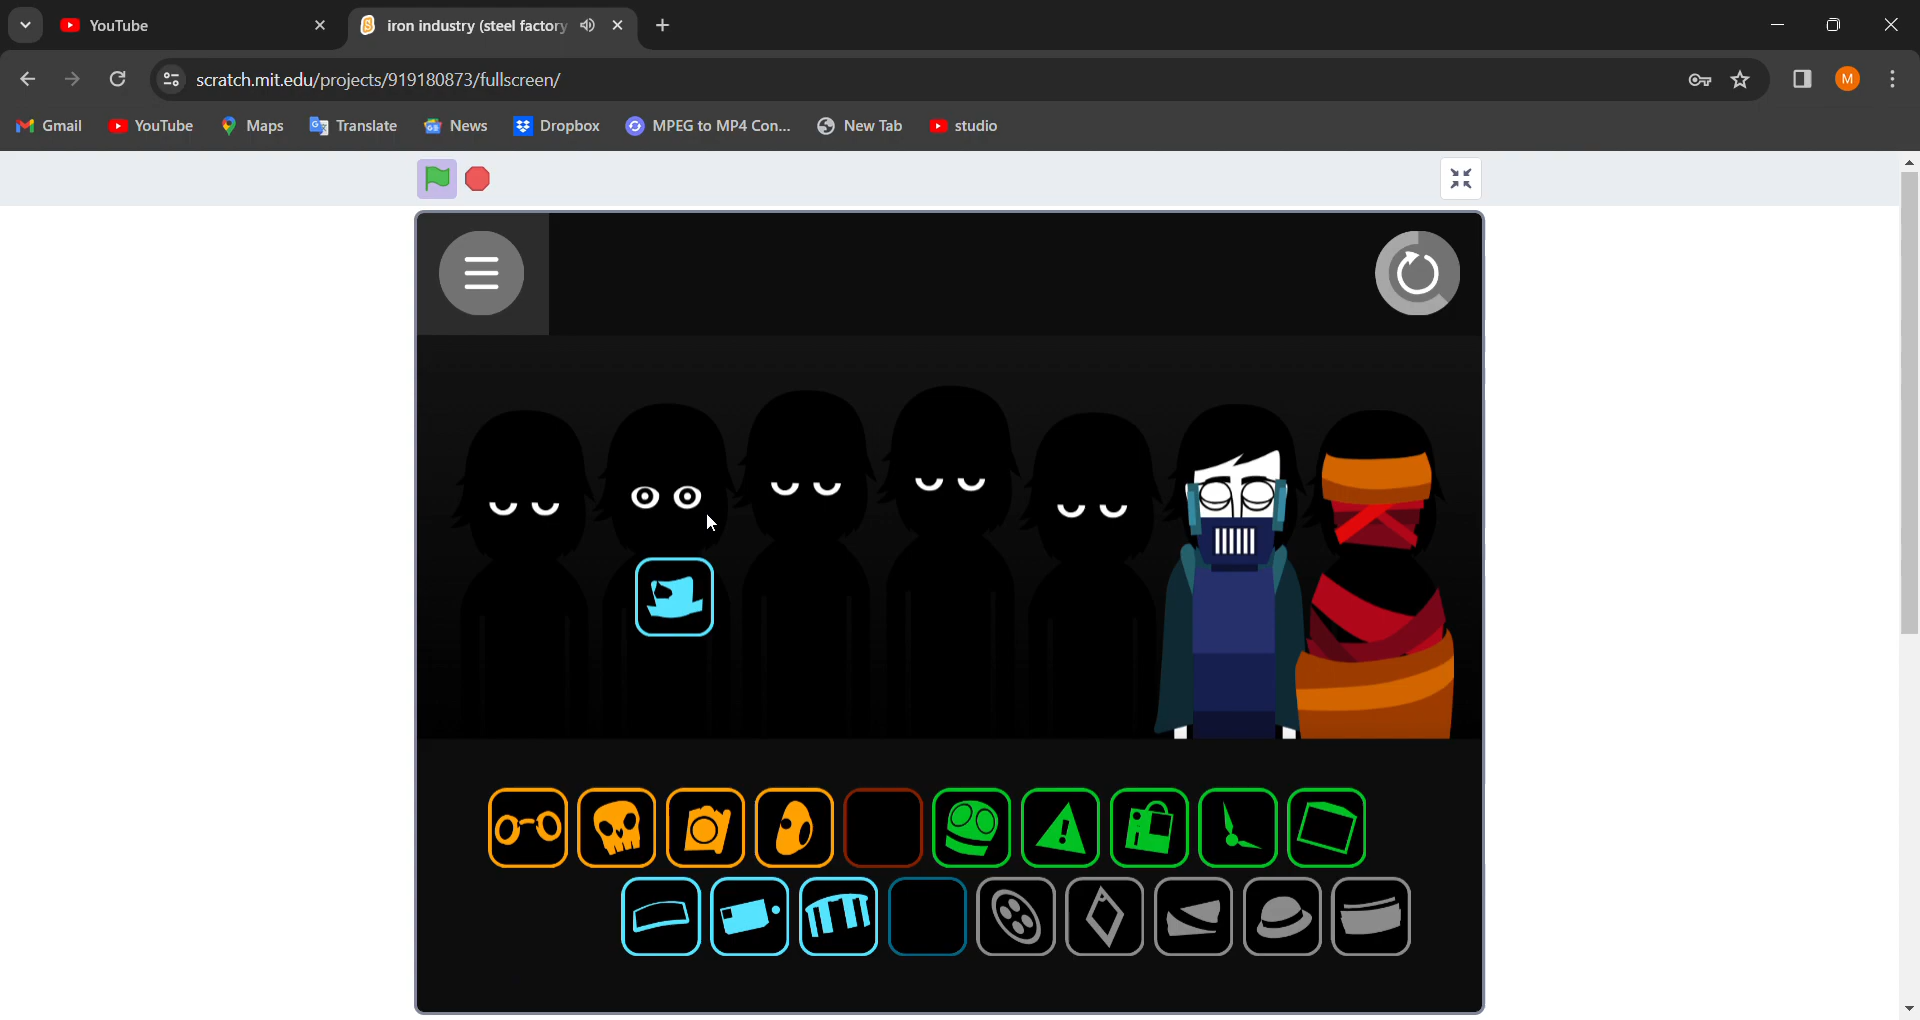 YouTube
iron industry (steel factory
scratch.mit.edu/projects/919180873/fullscreen/
M
Gmail
YouTube
Maps
Translate
News
Dropbox
MPEG to MP4 Con...
New Tab
studio